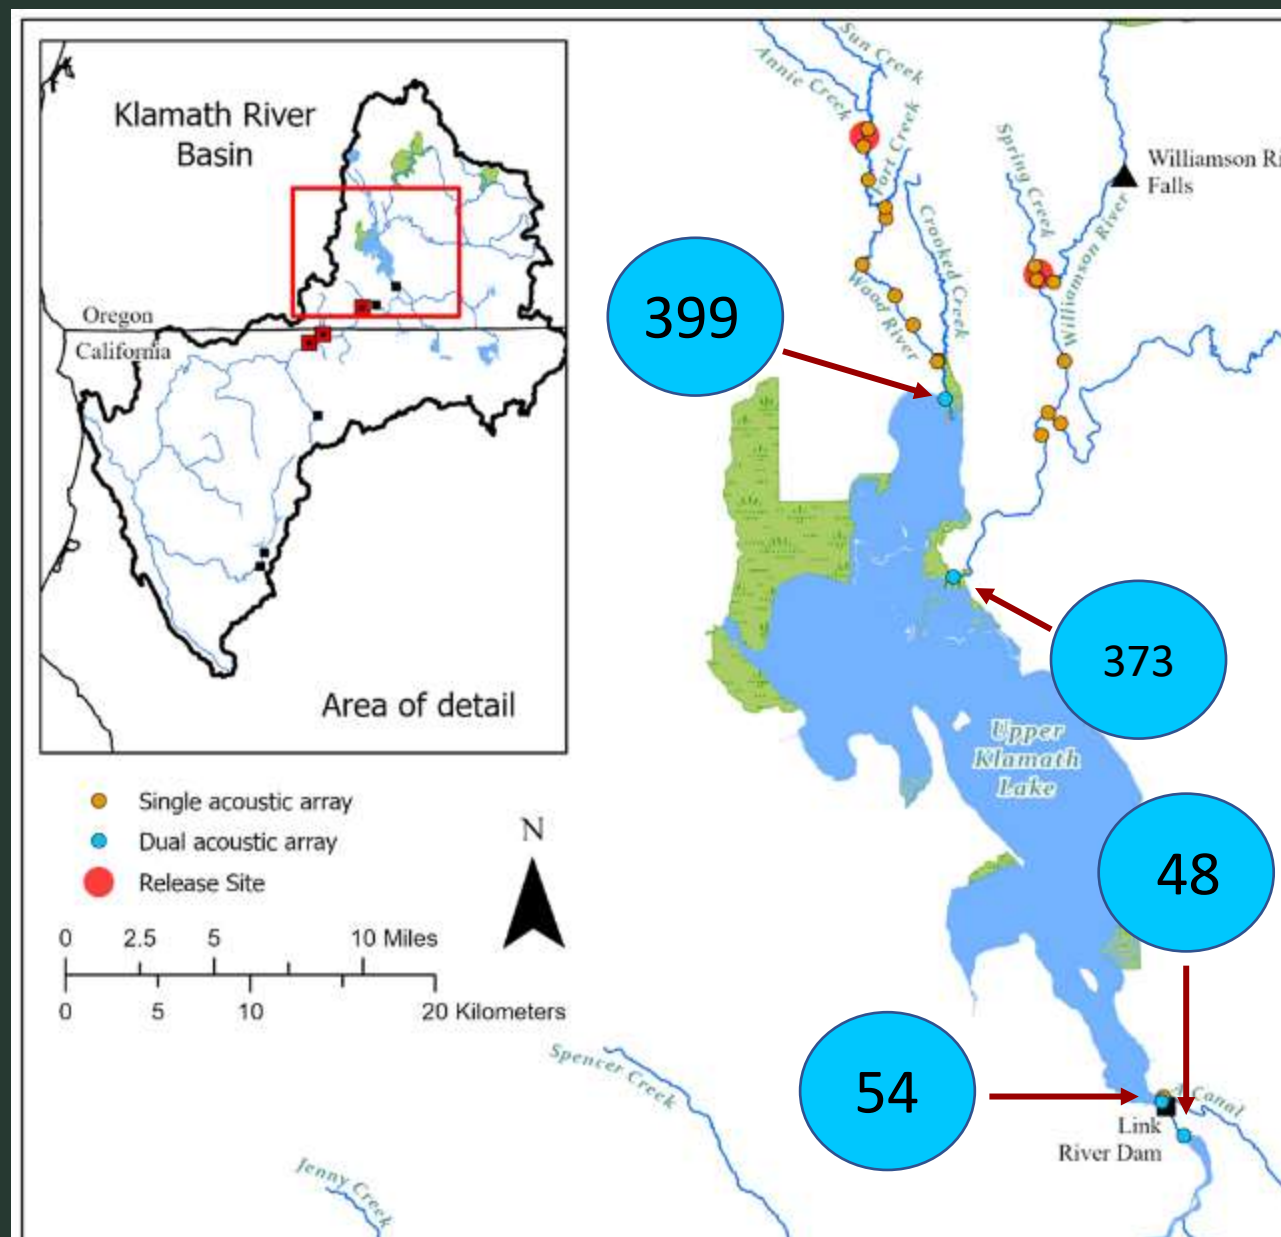 Klamath River
Basin
Oregon
California
Area of detail
Single acoustic array
Dual acoustic array
Release Site
0 2.5 5 10 Miles
0 5 10 20 Kilometers
N
Sun Creek
Annie Creek
Fort Creek
Crooked Creek
Wood River
Spring Creek
Williamson River
Williamson Ri
Falls
399
373
Upper
Klamath
Lake
48
54
A Canal
Link
River Dam
Spencer Creek
Jenny Creek